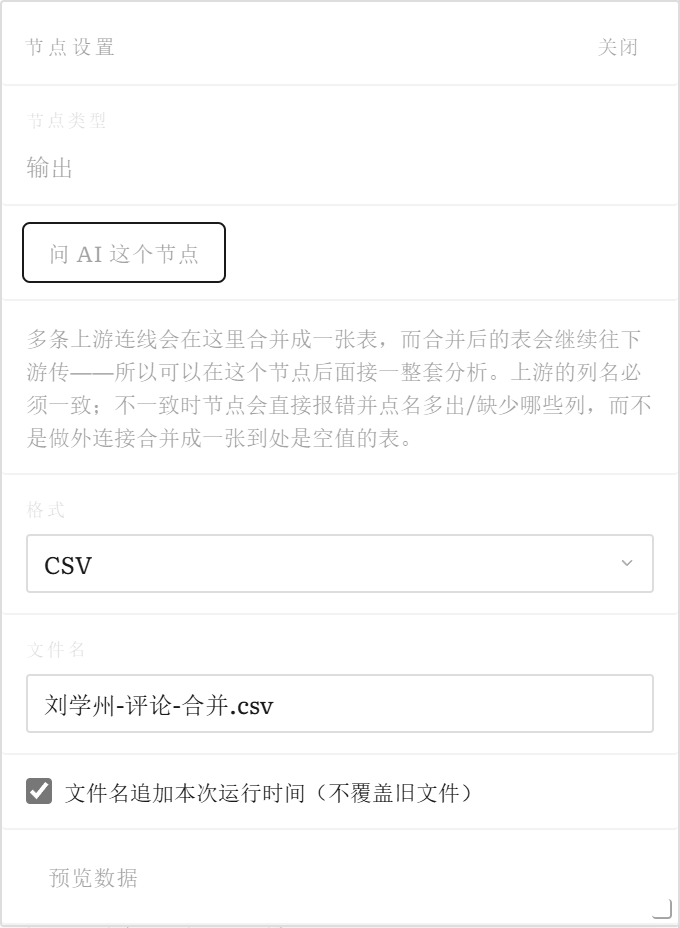 节点设置 关闭
节点类型
输出
问 AI 这个节点
多条上游连线会在这里合并成一张表，而合并后的表会继续往下
游传——所以可以在这个节点后面接一整套分析。上游的列名必
须一致；不一致时节点会直接报错并点名多出/缺少哪些列，而不
是做外连接合并成一张到处是空值的表。
格式
CSV
文件名
刘学州-评论-合并.csv
文件名追加本次运行时间（不覆盖旧文件）
预览数据